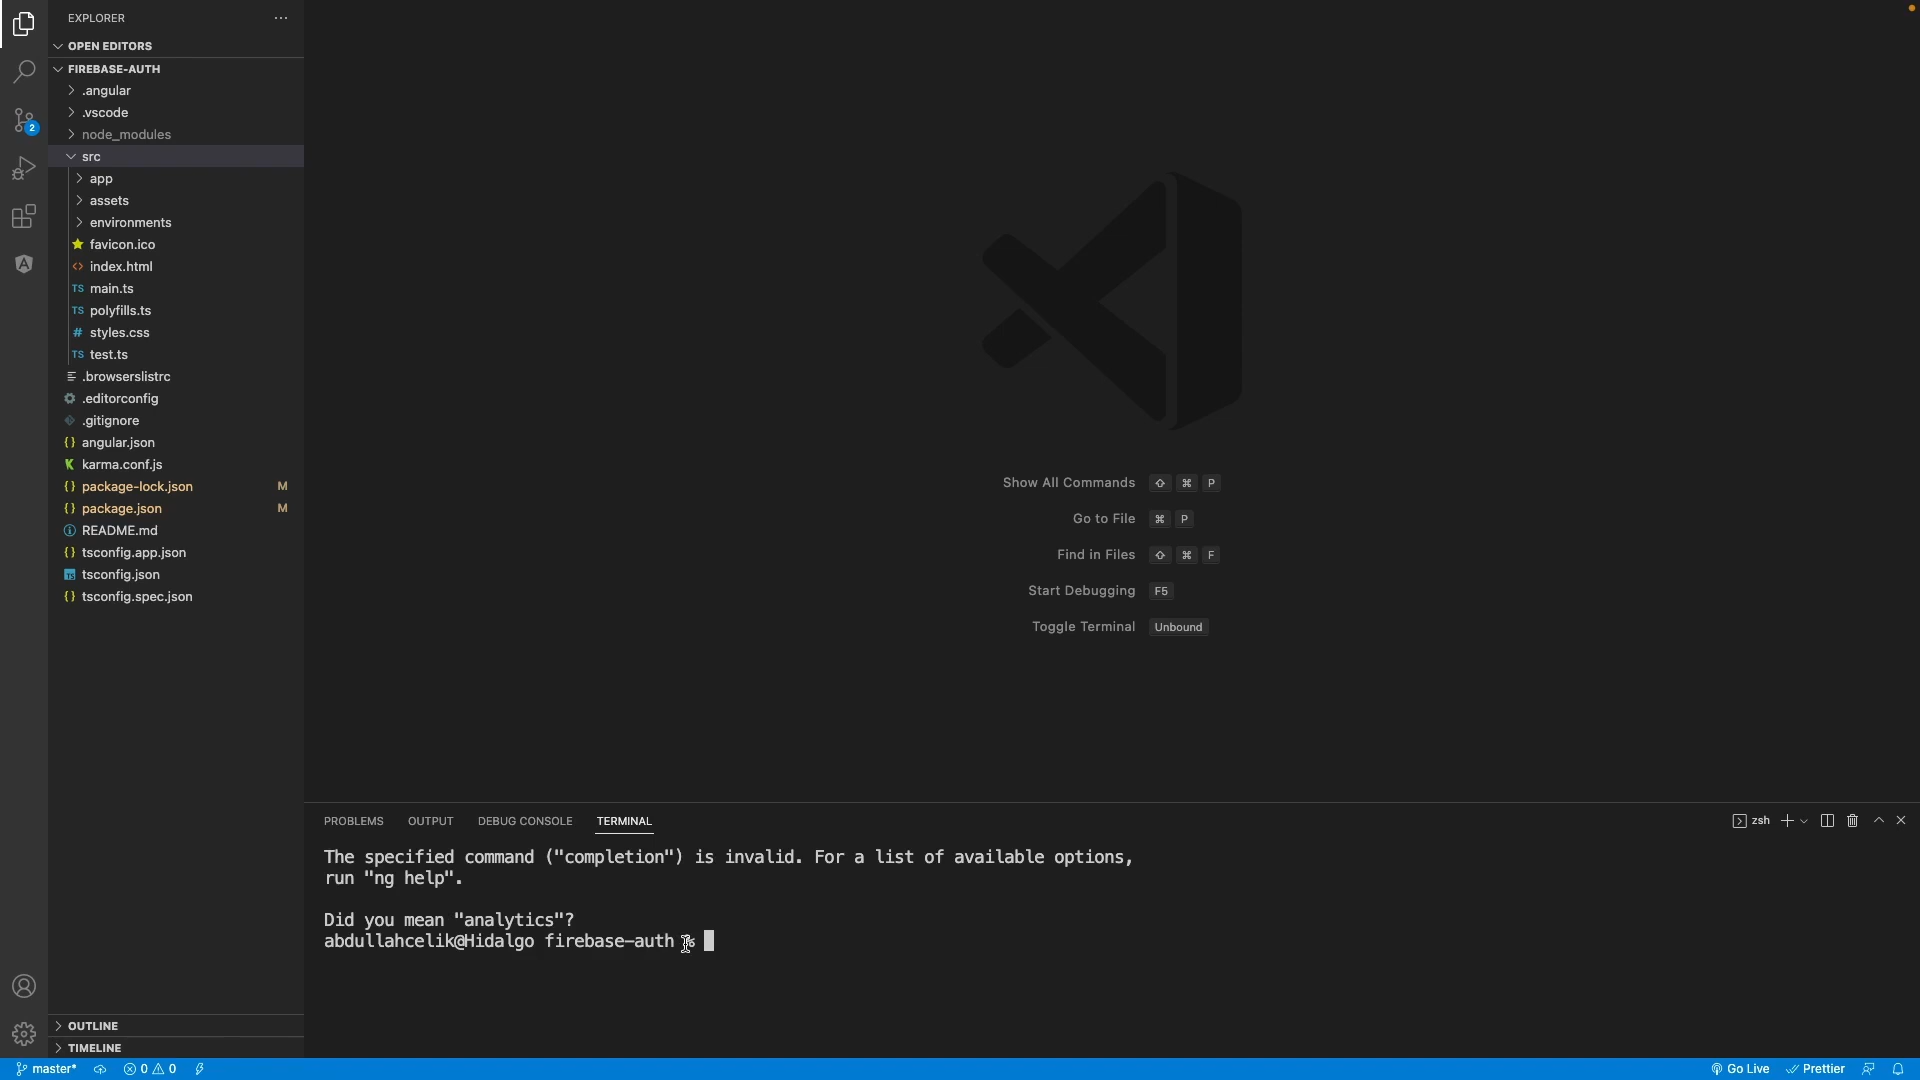 EXPLORER
OPEN EDITORS
FIREBASE-AUTH
.angular
.vscode
node_modules
src
app
assets
environments
favicon.ico
index.html
main.ts
polyfills.ts
styles.css
test.ts
.browserslistrc
.editorconfig
.gitignore
angular.json
karma.conf.js
package-lock.json M
package.json M
README.md
tsconfig.app.json
tsconfig.json
tsconfig.spec.json
OUTLINE
TIMELINE
2
Show All Commands ⇧ ⌘ P
Go to File ⌘ P
Find in Files ⇧ ⌘ F
Start Debugging F5
Toggle Terminal Unbound
PROBLEMS OUTPUT DEBUG CONSOLE TERMINAL
zsh
The specified command ("completion") is invalid. For a list of available options,
run "ng help".
Did you mean "analytics"?
abdullahcelik@Hidalgo firebase-auth %
master* 0 0
Go Live Prettier